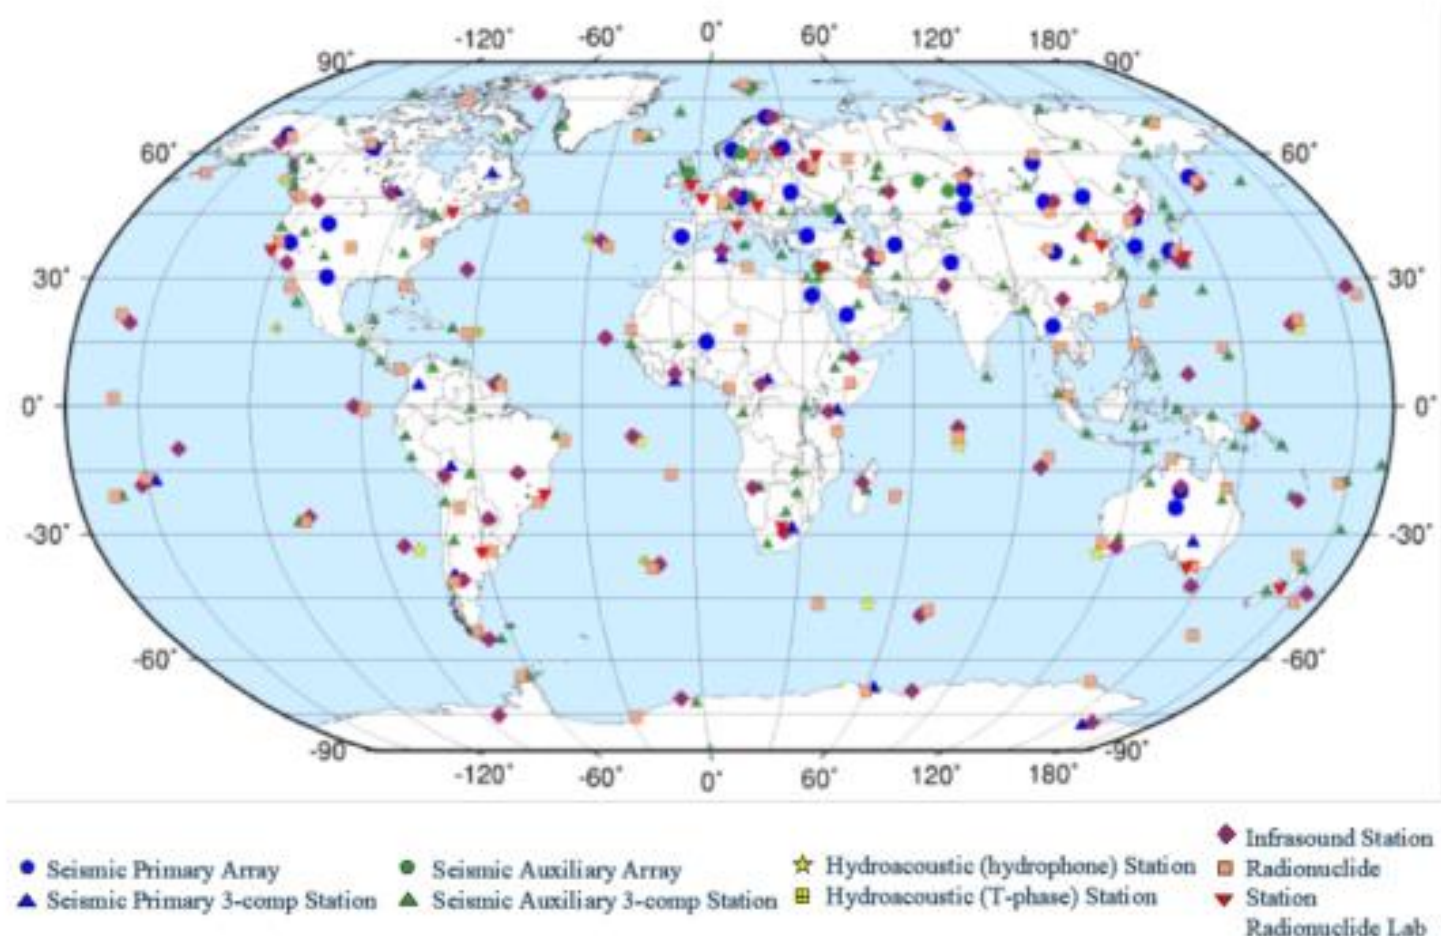 -120° -60° 0° 60° 120° 180°
90° 90°
60° 60°
30° 30°
0° 0°
-30° -30°
-60° -60°
-90° -90°
-120° -60° 0° 60° 120° 180°
Seismic Primary Array
Seismic Primary 3-comp Station
Seismic Auxiliary Array
Seismic Auxiliary 3-comp Station
Hydroacoustic (hydrophone) Station
Hydroacoustic (T-phase) Station
Infrasound Station
Radionuclide
Station
Radionuclide Lab